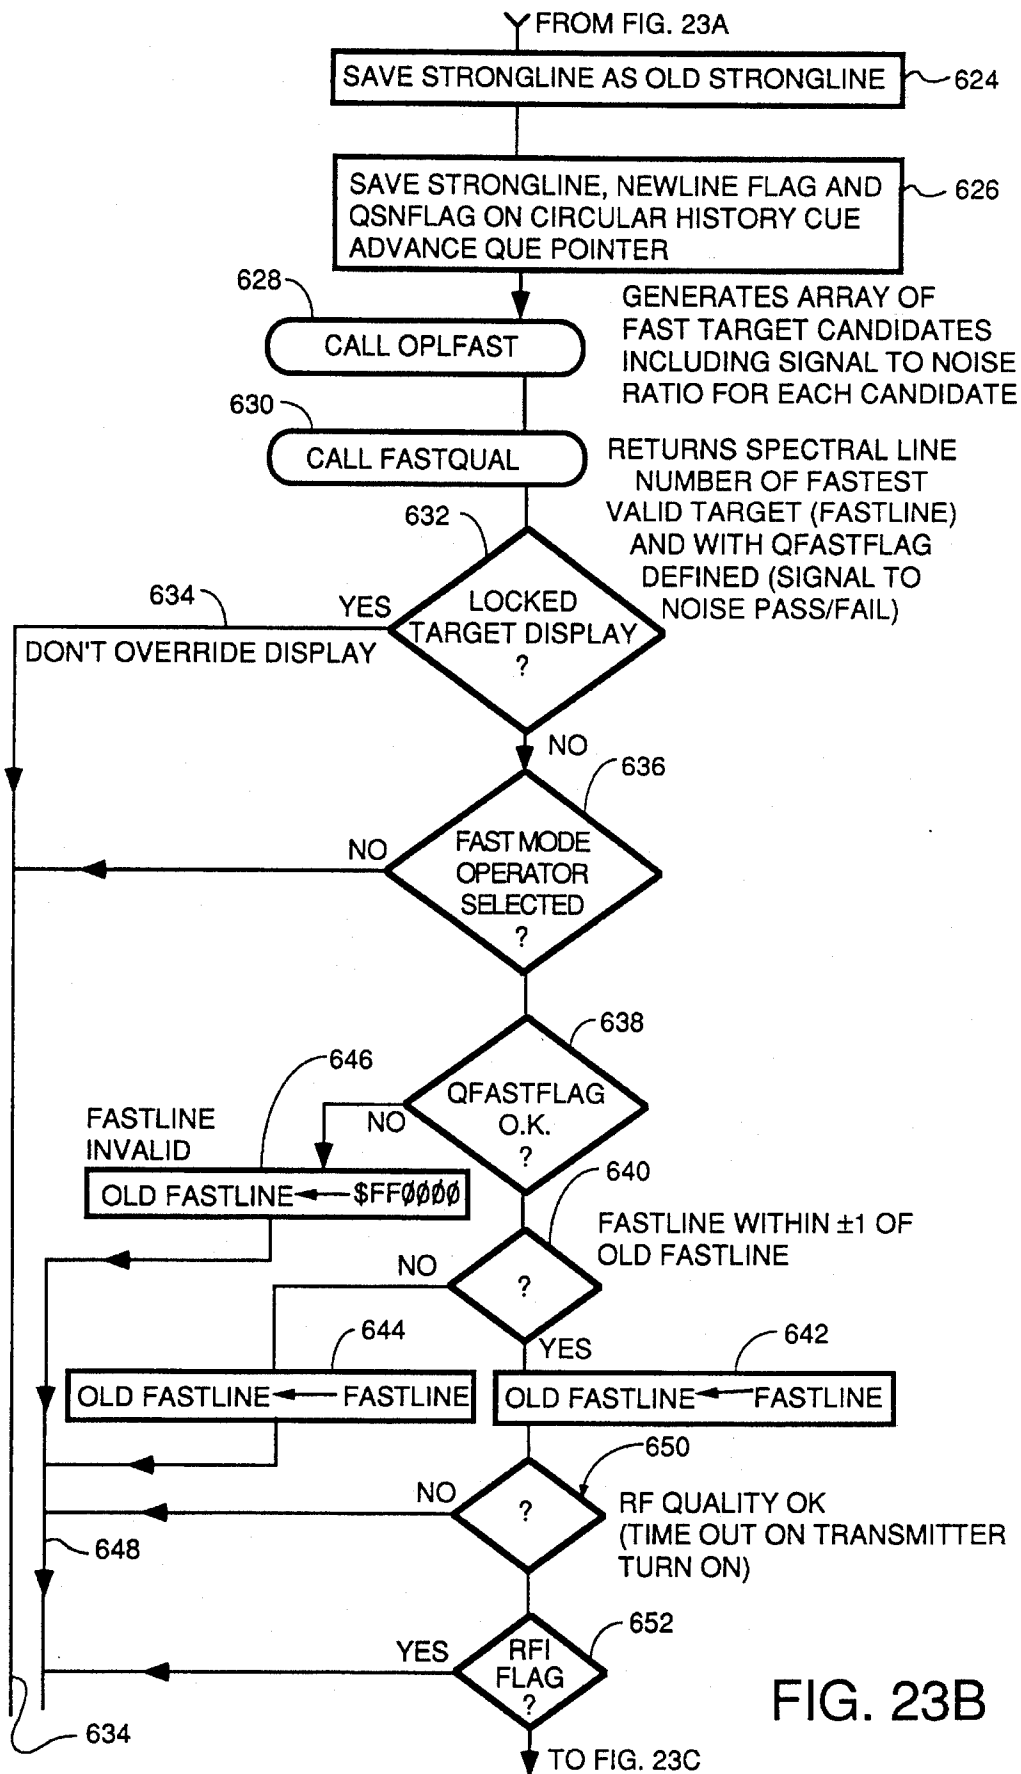 FROM FIG. 23A
SAVE STRONGLINE AS OLD STRONGLINE
624
SAVE STRONGLINE, NEWLINE FLAG AND
QSNFLAG ON CIRCULAR HISTORY CUE
ADVANCE QUE POINTER
626
628
CALL OPLFAST
GENERATES ARRAY OF
FAST TARGET CANDIDATES
INCLUDING SIGNAL TO NOISE
RATIO FOR EACH CANDIDATE
630
CALL FASTQUAL
RETURNS SPECTRAL LINE
NUMBER OF FASTEST
VALID TARGET (FASTLINE)
AND WITH QFASTFLAG
DEFINED (SIGNAL TO
NOISE PASS/FAIL)
632
LOCKED
TARGET DISPLAY
?
634
YES
DON'T OVERRIDE DISPLAY
NO
636
FAST MODE
OPERATOR
SELECTED
?
NO
638
QFASTFLAG
O.K.
?
NO
646
FASTLINE
INVALID
OLD FASTLINE ← $FF0000
640
FASTLINE WITHIN ±1 OF
OLD FASTLINE
?
NO
YES
644
OLD FASTLINE ← FASTLINE
642
OLD FASTLINE ← FASTLINE
650
?
NO
RF QUALITY OK
(TIME OUT ON TRANSMITTER
TURN ON)
648
652
YES
RFI
FLAG
?
634
FIG. 23B
TO FIG. 23C